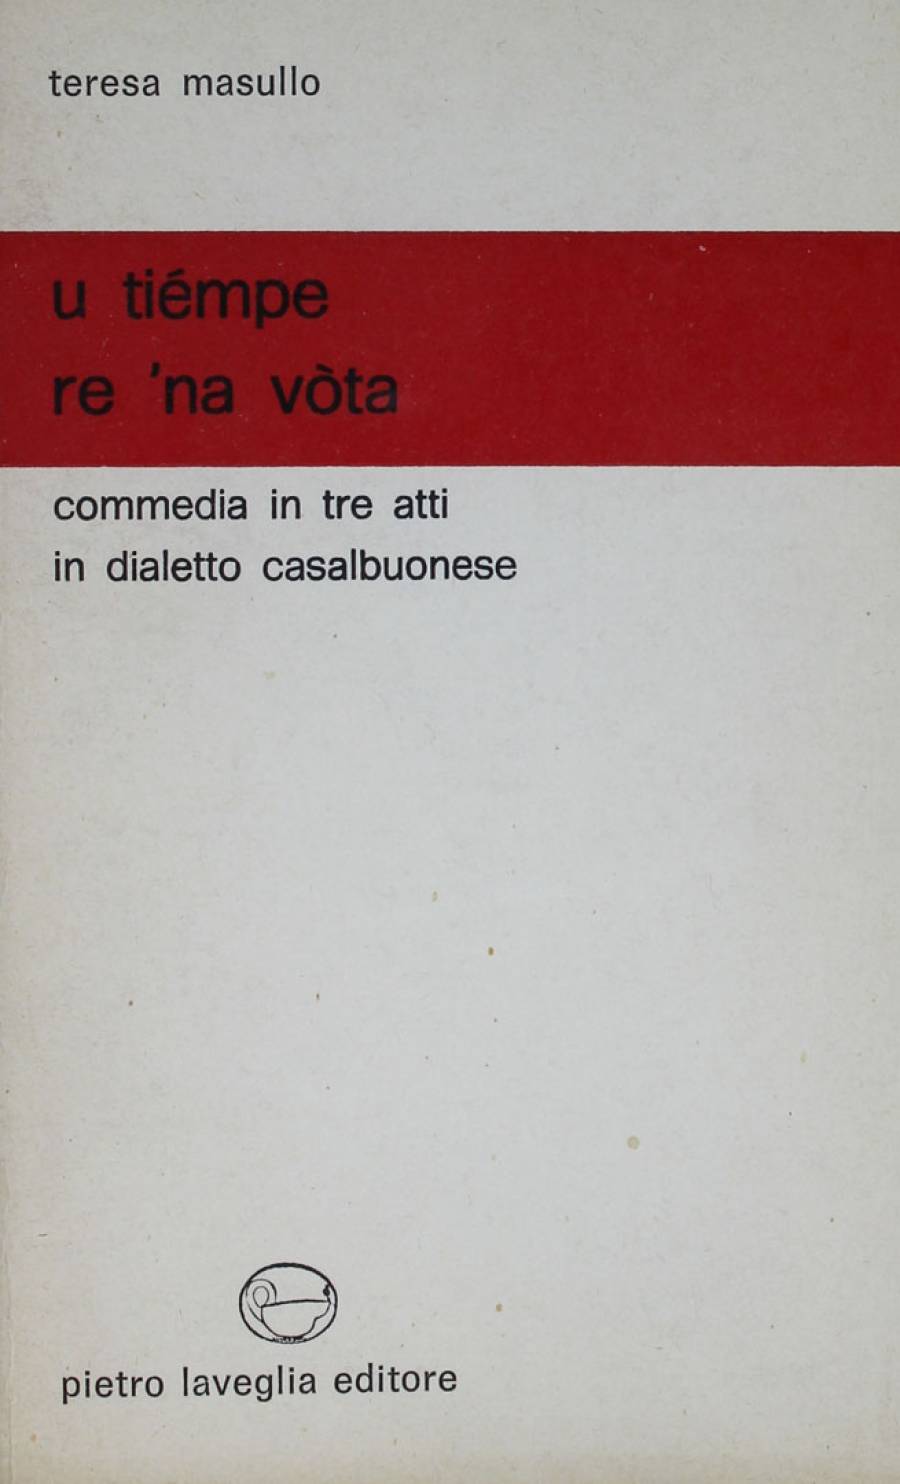 teresa masullo
u tiémpe
re 'na vòta
commedia in tre atti
in dialetto casalbuonese
pietro laveglia editore